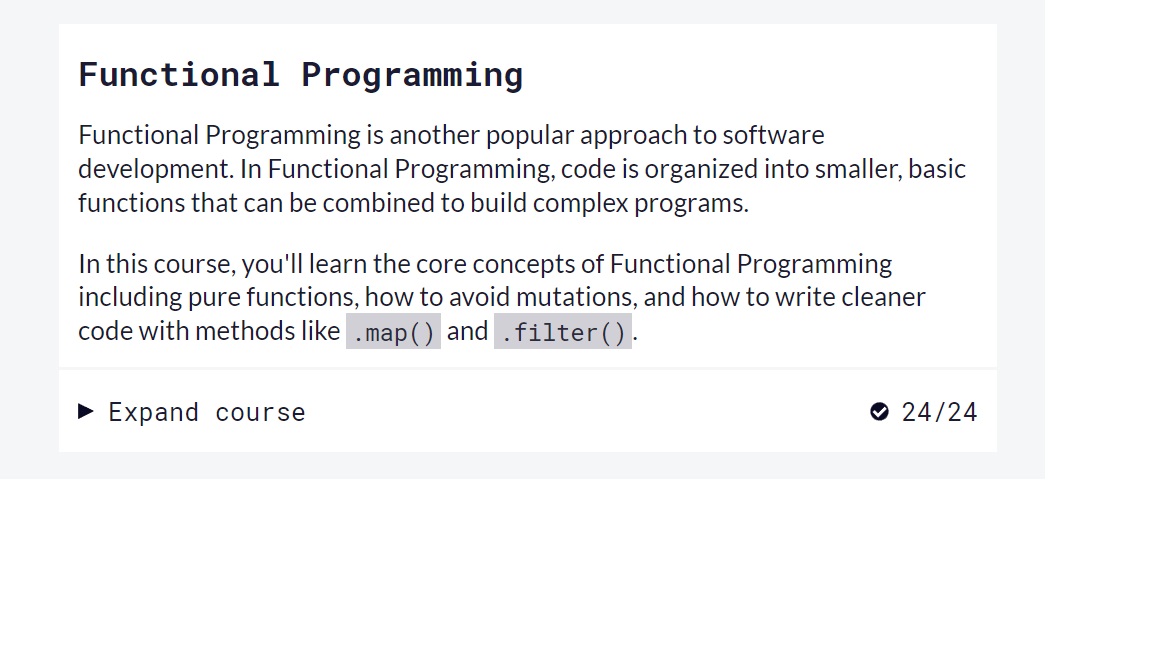 Functional Programming
Functional Programming is another popular approach to software
development. In Functional Programming, code is organized into smaller, basic
functions that can be combined to build complex programs.
In this course, you'll learn the core concepts of Functional Programming
including pure functions, how to avoid mutations, and how to write cleaner
code with methods like .map() and .filter().
Expand course 24/24